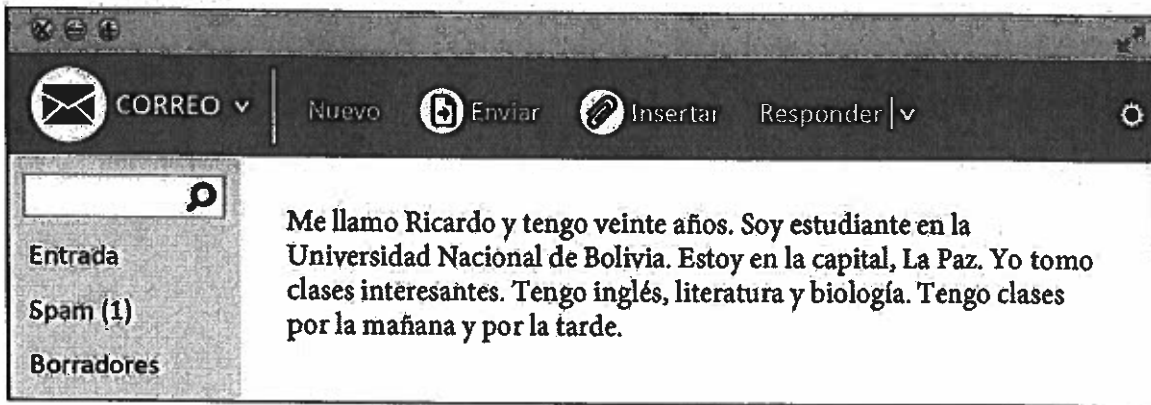 CORREO
Nuevo
Enviar
Insertar
Responder
Entrada
Spam (1)
Borradores
Me llamo Ricardo y tengo veinte años. Soy estudiante en la
Universidad Nacional de Bolivia. Estoy en la capital, La Paz. Yo tomo
clases interesantes. Tengo inglés, literatura y biología. Tengo clases
por la mañana y por la tarde.